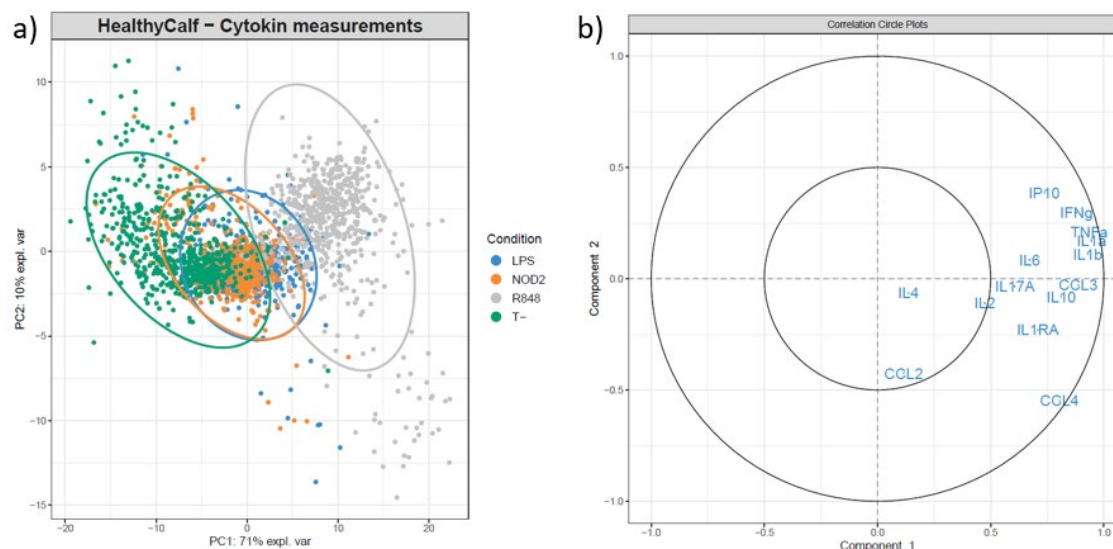 a)
HealthyCalf − Cytokin measurements
10
5
0
−5
−10
−15
−20
−10
0
10
20
PC2: 10% expl. var
PC1: 71% expl. var
Condition
LPS
NOD2
R848
T−
b)
Correlation Circle Plots
1.0
0.5
0.0
−0.5
−1.0
Component 2
IP10
IFNg
TNFa
IL1a
IL1b
IL6
IL17A
CCL3
IL4
IL10
IL2
IL1RA
CCL2
CCL4
−1.0
−0.5
0.0
0.5
1.0
Component 1